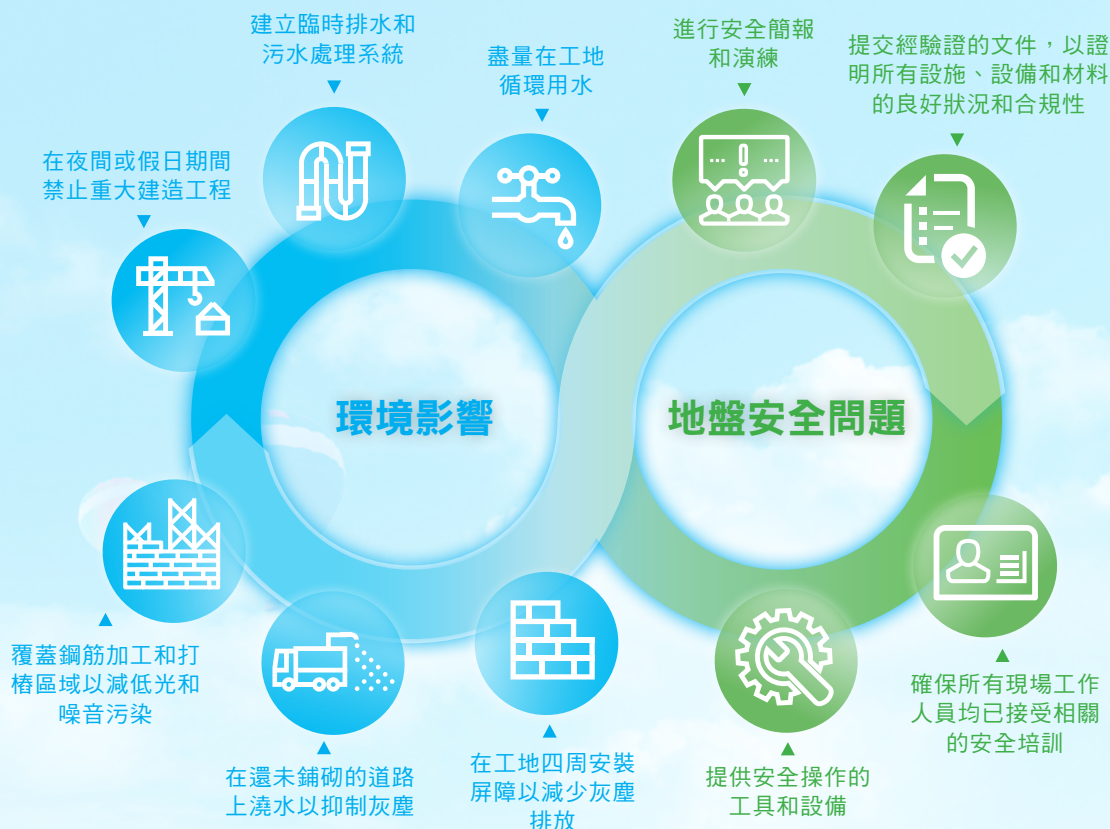 建立臨時排水和
污水處理系統
盡量在工地
循環用水
在夜間或假日期間
禁止重大建造工程
環境影響
覆蓋鋼筋加工和打
樁區域以減低光和
噪音污染
在還未鋪砌的道路
上澆水以抑制灰塵
在工地四周安裝
屏障以減少灰塵
排放
進行安全簡報
和演練
提交經驗證的文件，以證
明所有設施、設備和材料
的良好狀況和合規性
地盤安全問題
提供安全操作的
工具和設備
確保所有現場工作
人員均已接受相關
的安全培訓